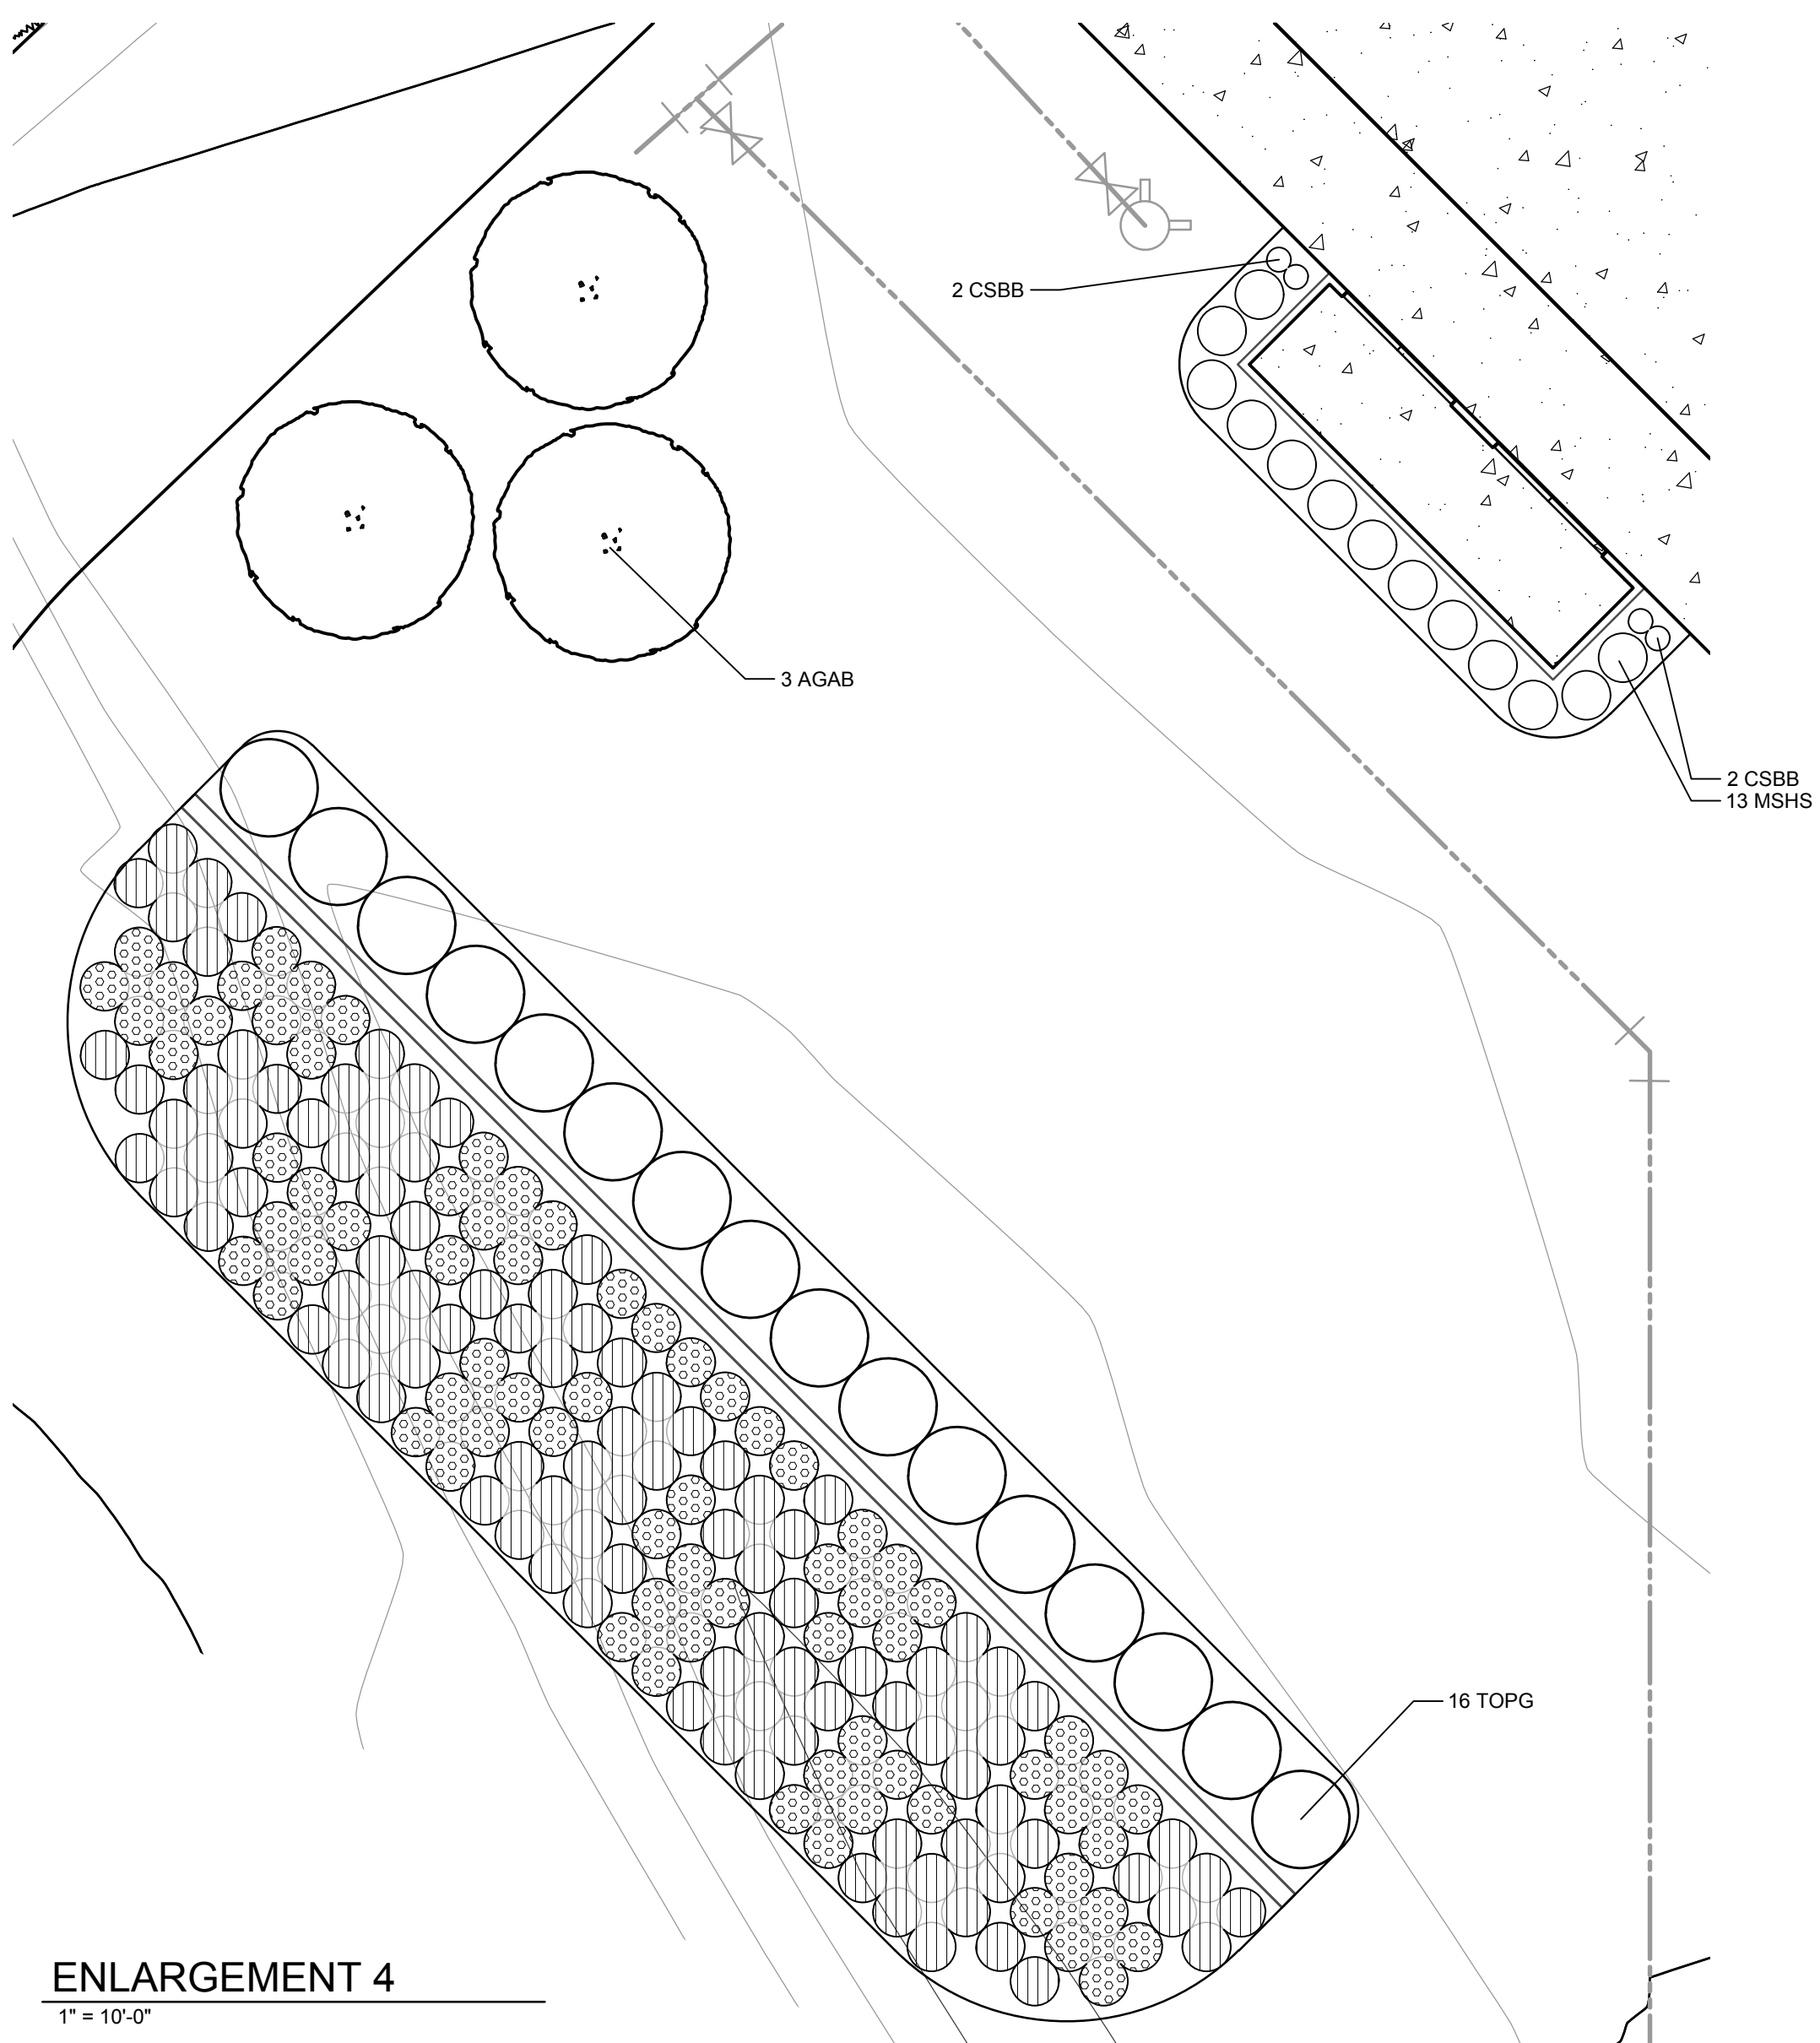 2 CSBB
3 AGAB
2 CSBB
13 MSHS
16 TOPG
ENLARGEMENT 4
1" = 10'-0"